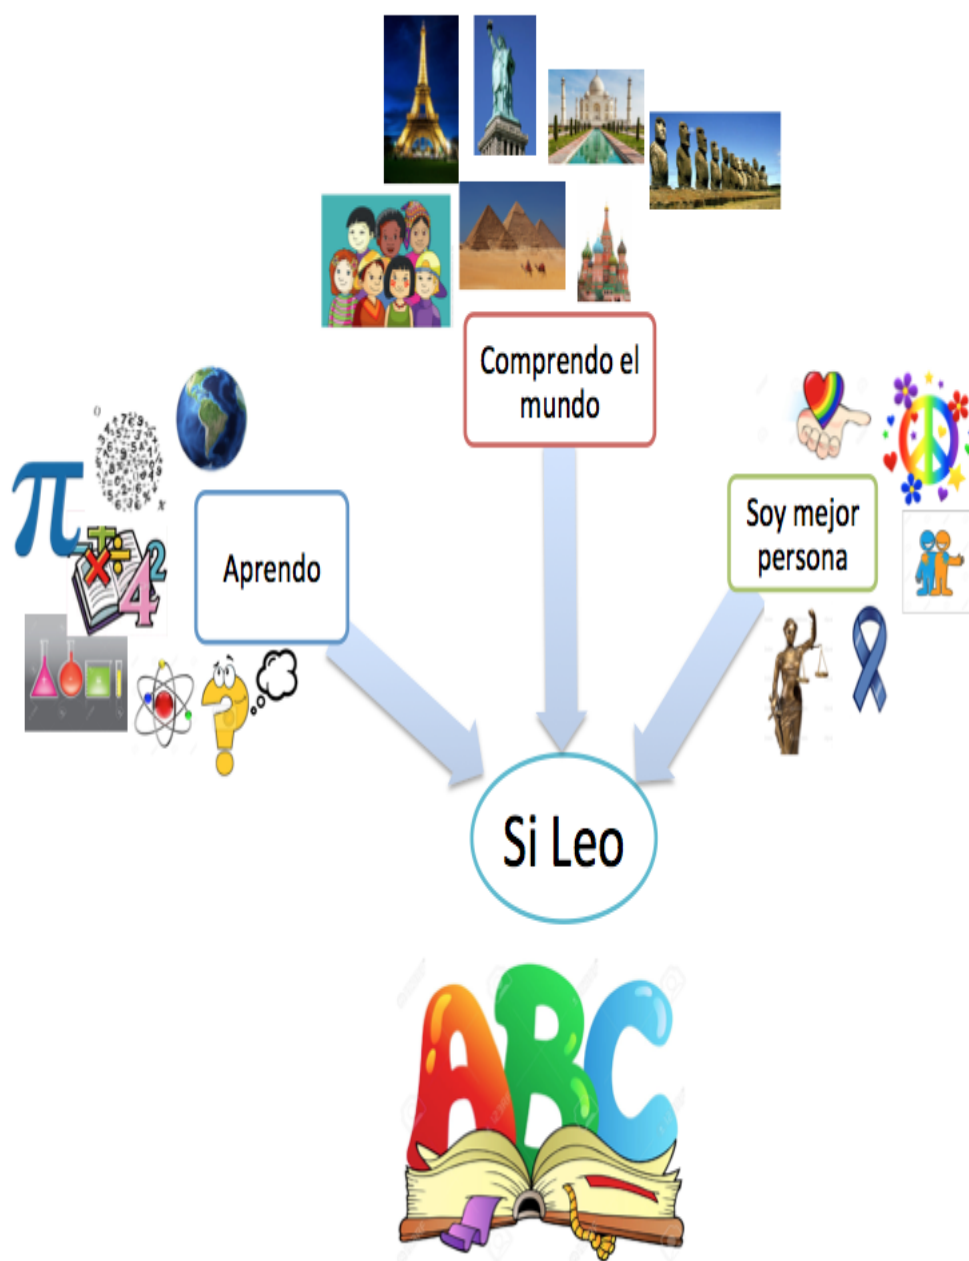 Comprendo el
mundo
Aprendo
Soy mejor
persona
π
Si Leo
ABC